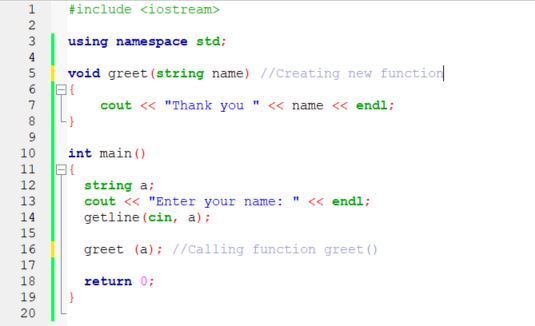 1 #include <iostream>
2
3 using namespace std;
4
5 void greet(string name) //Creating new function
6 {
7     cout << "Thank you " << name << endl;
8 }
9
10 int main()
11 {
12   string a;
13   cout << "Enter your name: " << endl;
14   getline(cin, a);
15
16   greet (a); //Calling function greet()
17
18   return 0;
19 }
20